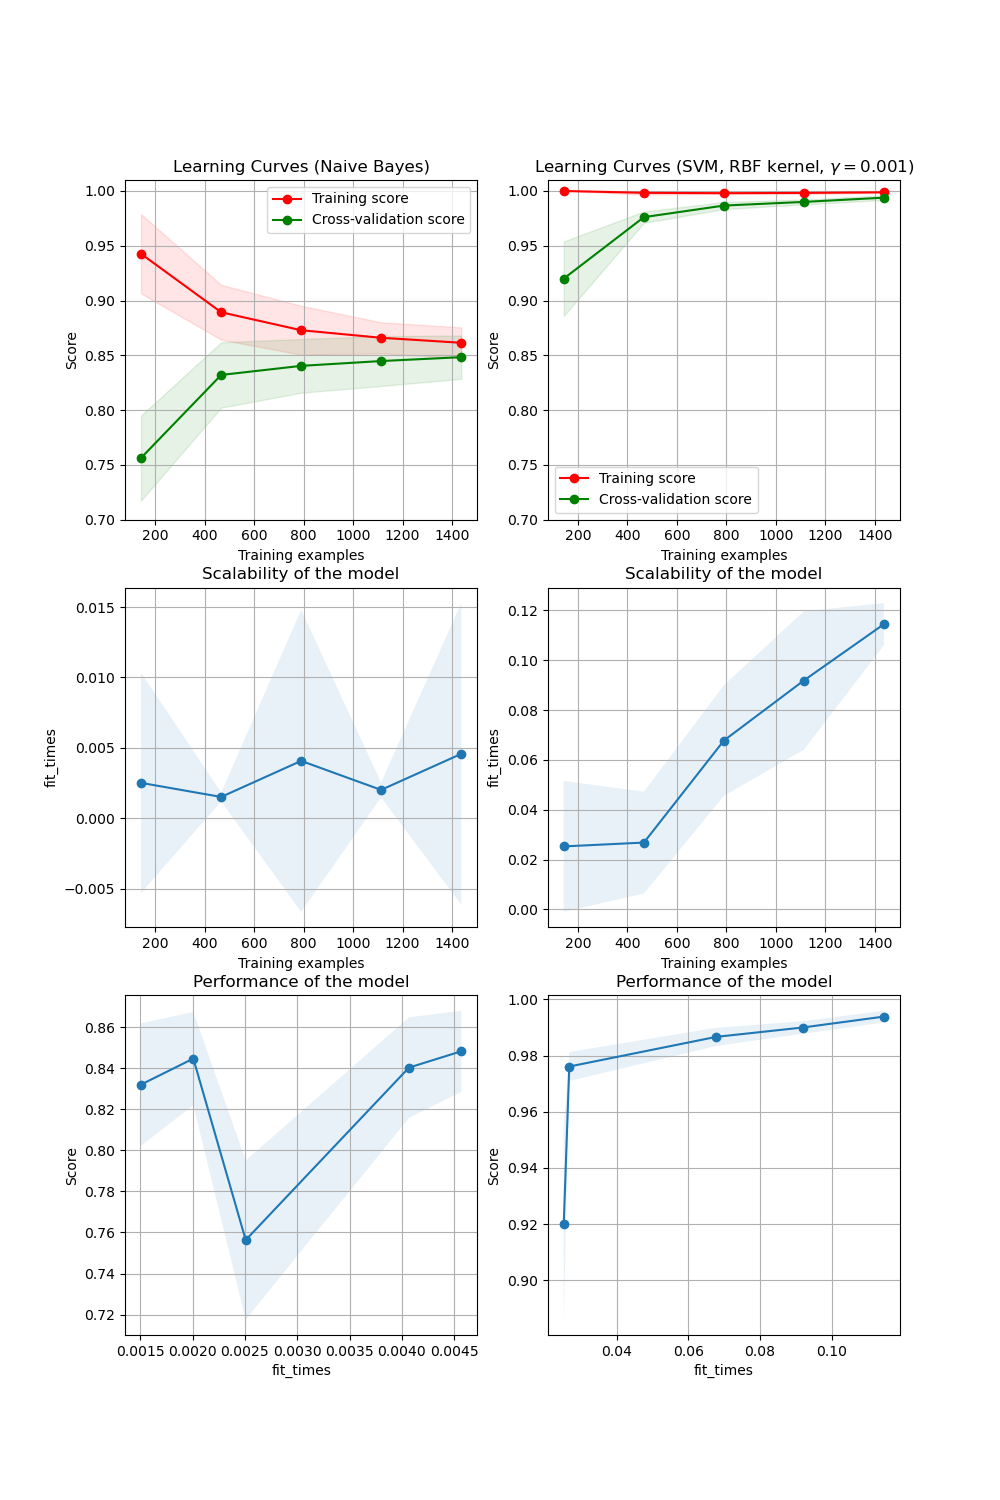 Learning Curves (Naive Bayes)
Score
1.00
0.95
0.90
0.85
0.80
0.75
0.70
Training score
Cross-validation score
200 400 600 800 1000 1200 1400
Training examples
Learning Curves (SVM, RBF kernel, γ = 0.001)
Score
1.00
0.95
0.90
0.85
0.80
0.75
0.70
Training score
Cross-validation score
200 400 600 800 1000 1200 1400
Training examples
Scalability of the model
fit_times
0.015
0.010
0.005
0.000
−0.005
200 400 600 800 1000 1200 1400
Training examples
Scalability of the model
fit_times
0.12
0.10
0.08
0.06
0.04
0.02
0.00
200 400 600 800 1000 1200 1400
Training examples
Performance of the model
Score
0.86
0.84
0.82
0.80
0.78
0.76
0.74
0.72
0.0015 0.0020 0.0025 0.0030 0.0035 0.0040 0.0045
fit_times
Performance of the model
Score
1.00
0.98
0.96
0.94
0.92
0.90
0.04 0.06 0.08 0.10
fit_times